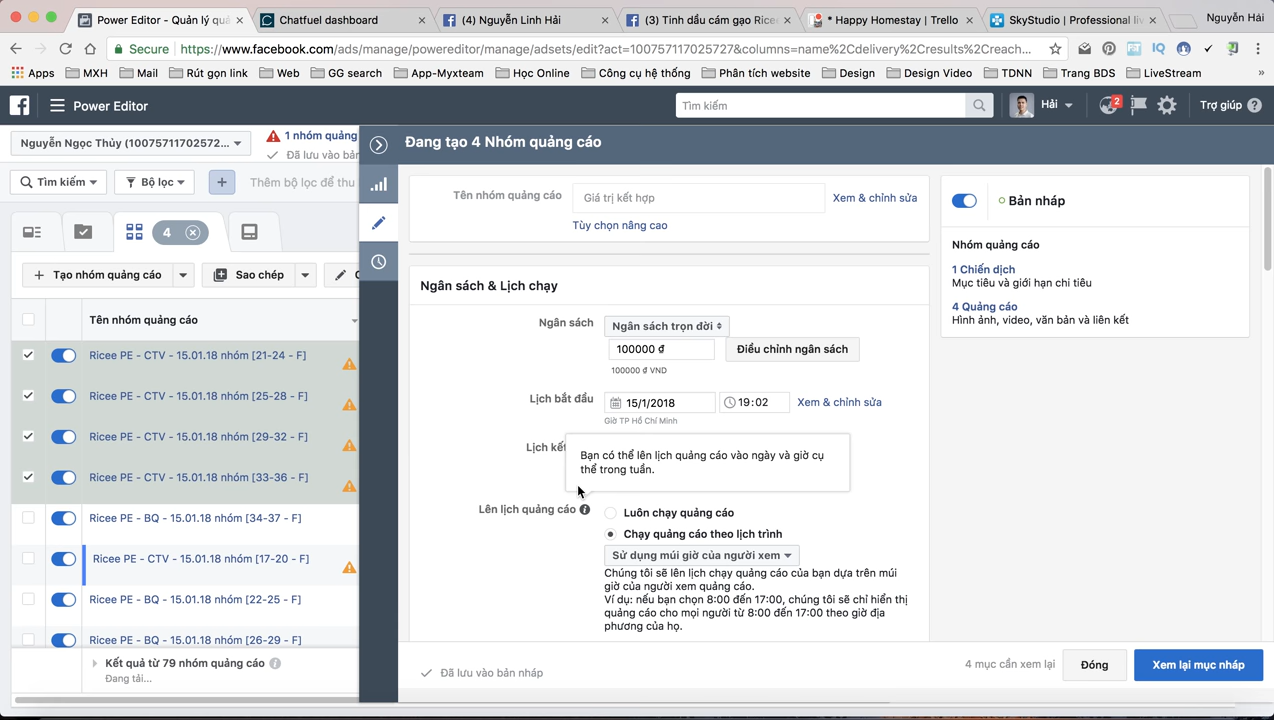 Power Editor - Quản lý quả
Chatfuel dashboard
(4) Nguyễn Linh Hải
(3) Tinh dầu cám gạo Ricee
* Happy Homestay | Trello
SkyStudio | Professional liv
Nguyễn Hải
Secure
https://www.facebook.com/ads/manage/powereditor/manage/adsets/edit?act=100757117025727&columns=name%2Cdelivery%2Cresults%2Creach...
Apps
MXH
Mail
Rút gọn link
Web
GG search
App-Myxteam
Học Online
Công cụ hệ thống
Phân tích website
Design
Design Video
TDNN
Trang BDS
LiveStream
»
Power Editor
Tìm kiếm
Hải
2
Trợ giúp
Nguyễn Ngọc Thủy (10075711702572...
1 nhóm quảng
Đã lưu vào bản
Tìm kiếm
Bộ lọc
Thêm bộ lọc để thu
4
Tạo nhóm quảng cáo
Sao chép
C
Tên nhóm quảng cáo
Ricee PE - CTV - 15.01.18 nhóm [21-24 - F]
Ricee PE - CTV - 15.01.18 nhóm [25-28 - F]
Ricee PE - CTV - 15.01.18 nhóm [29-32 - F]
Ricee PE - CTV - 15.01.18 nhóm [33-36 - F]
Ricee PE - BQ - 15.01.18 nhóm [34-37 - F]
Ricee PE - CTV - 15.01.18 nhóm [17-20 - F]
Ricee PE - BQ - 15.01.18 nhóm [22-25 - F]
Ricee PE - BQ - 15.01.18 nhóm [26-29 - F]
Kết quả từ 79 nhóm quảng cáo
Đang tải...
Đang tạo 4 Nhóm quảng cáo
Tên nhóm quảng cáo
Giá trị kết hợp
Xem & chỉnh sửa
Tùy chọn nâng cao
Ngân sách & Lịch chạy
Ngân sách
Ngân sách trọn đời
100000 ₫
Điều chỉnh ngân sách
100000 ₫ VND
Lịch bắt đầu
15/1/2018
19:02
Xem & chỉnh sửa
Giờ TP Hồ Chí Minh
Lịch kết
Bạn có thể lên lịch quảng cáo vào ngày và giờ cụ
thể trong tuần.
Lên lịch quảng cáo
Luôn chạy quảng cáo
Chạy quảng cáo theo lịch trình
Sử dụng múi giờ của người xem
Chúng tôi sẽ lên lịch chạy quảng cáo của bạn dựa trên múi
giờ của người xem quảng cáo.
Ví dụ: nếu bạn chọn 8:00 đến 17:00, chúng tôi sẽ chỉ hiển thị
quảng cáo cho mọi người từ 8:00 đến 17:00 theo giờ địa
phương của họ.
Đã lưu vào bản nháp
4 mục cần xem lại
Đóng
Xem lại mục nháp
Bản nháp
Nhóm quảng cáo
1 Chiến dịch
Mục tiêu và giới hạn chi tiêu
4 Quảng cáo
Hình ảnh, video, văn bản và liên kết